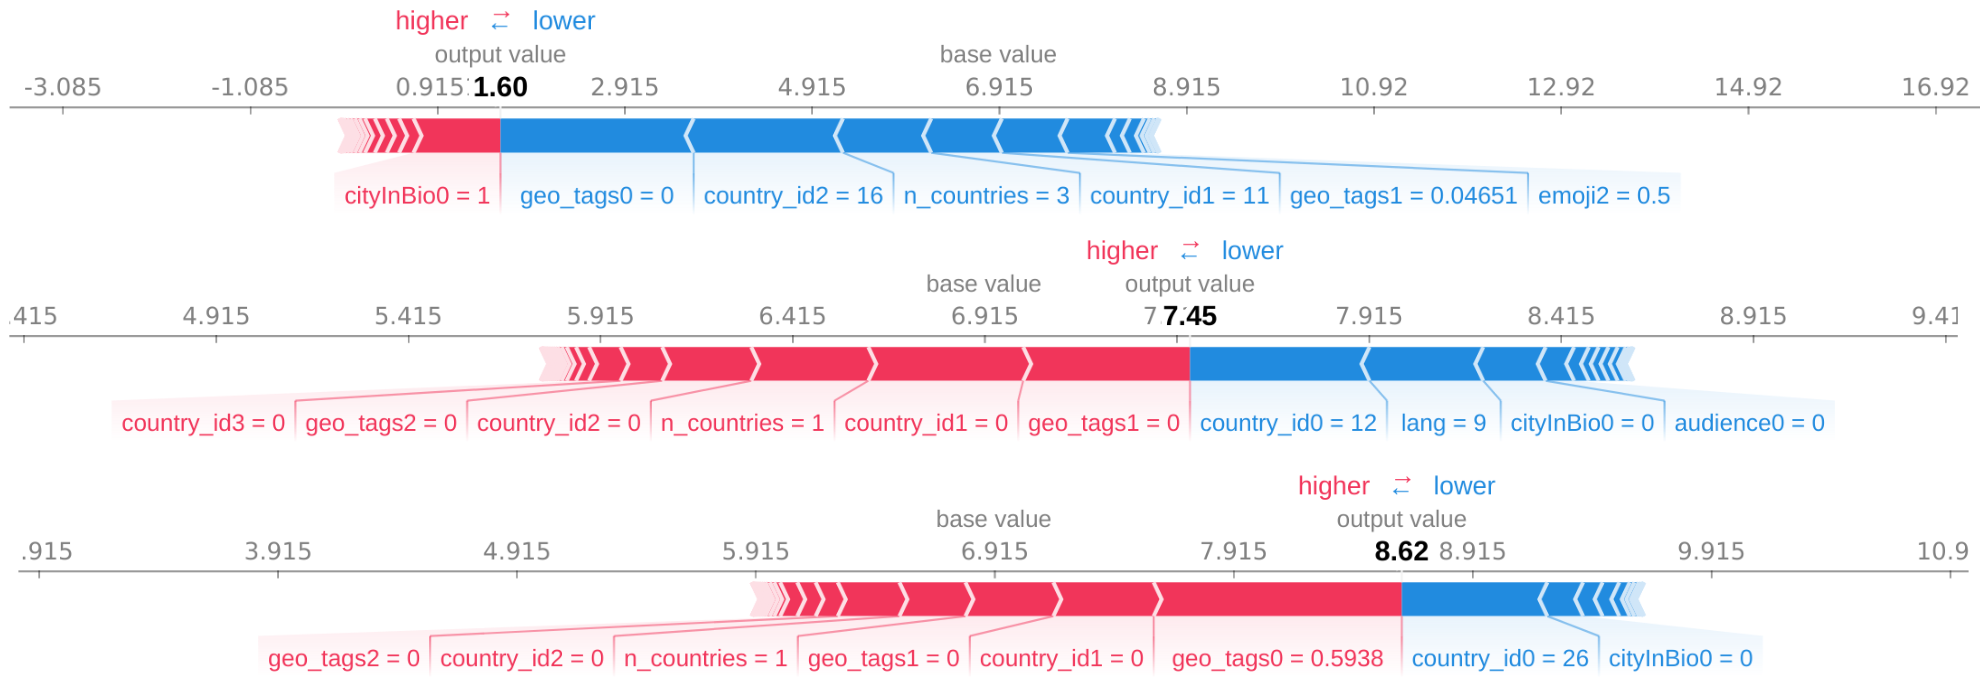 higher ⇄ lower
output value base value
-3.085 -1.085 0.915 1.60 2.915 4.915 6.915 8.915 10.92 12.92 14.92 16.92
cityInBio0 = 1 geo_tags0 = 0 country_id2 = 16 n_countries = 3 country_id1 = 11 geo_tags1 = 0.04651 emoji2 = 0.5
higher ⇄ lower
base value output value
.415 4.915 5.415 5.915 6.415 6.915 7.45 7.915 8.415 8.915 9.41
country_id3 = 0 geo_tags2 = 0 country_id2 = 0 n_countries = 1 country_id1 = 0 geo_tags1 = 0 country_id0 = 12 lang = 9 cityInBio0 = 0 audience0 = 0
higher ⇄ lower
base value output value
.915 3.915 4.915 5.915 6.915 7.915 8.62 8.915 9.915 10.9
geo_tags2 = 0 country_id2 = 0 n_countries = 1 geo_tags1 = 0 country_id1 = 0 geo_tags0 = 0.5938 country_id0 = 26 cityInBio0 = 0